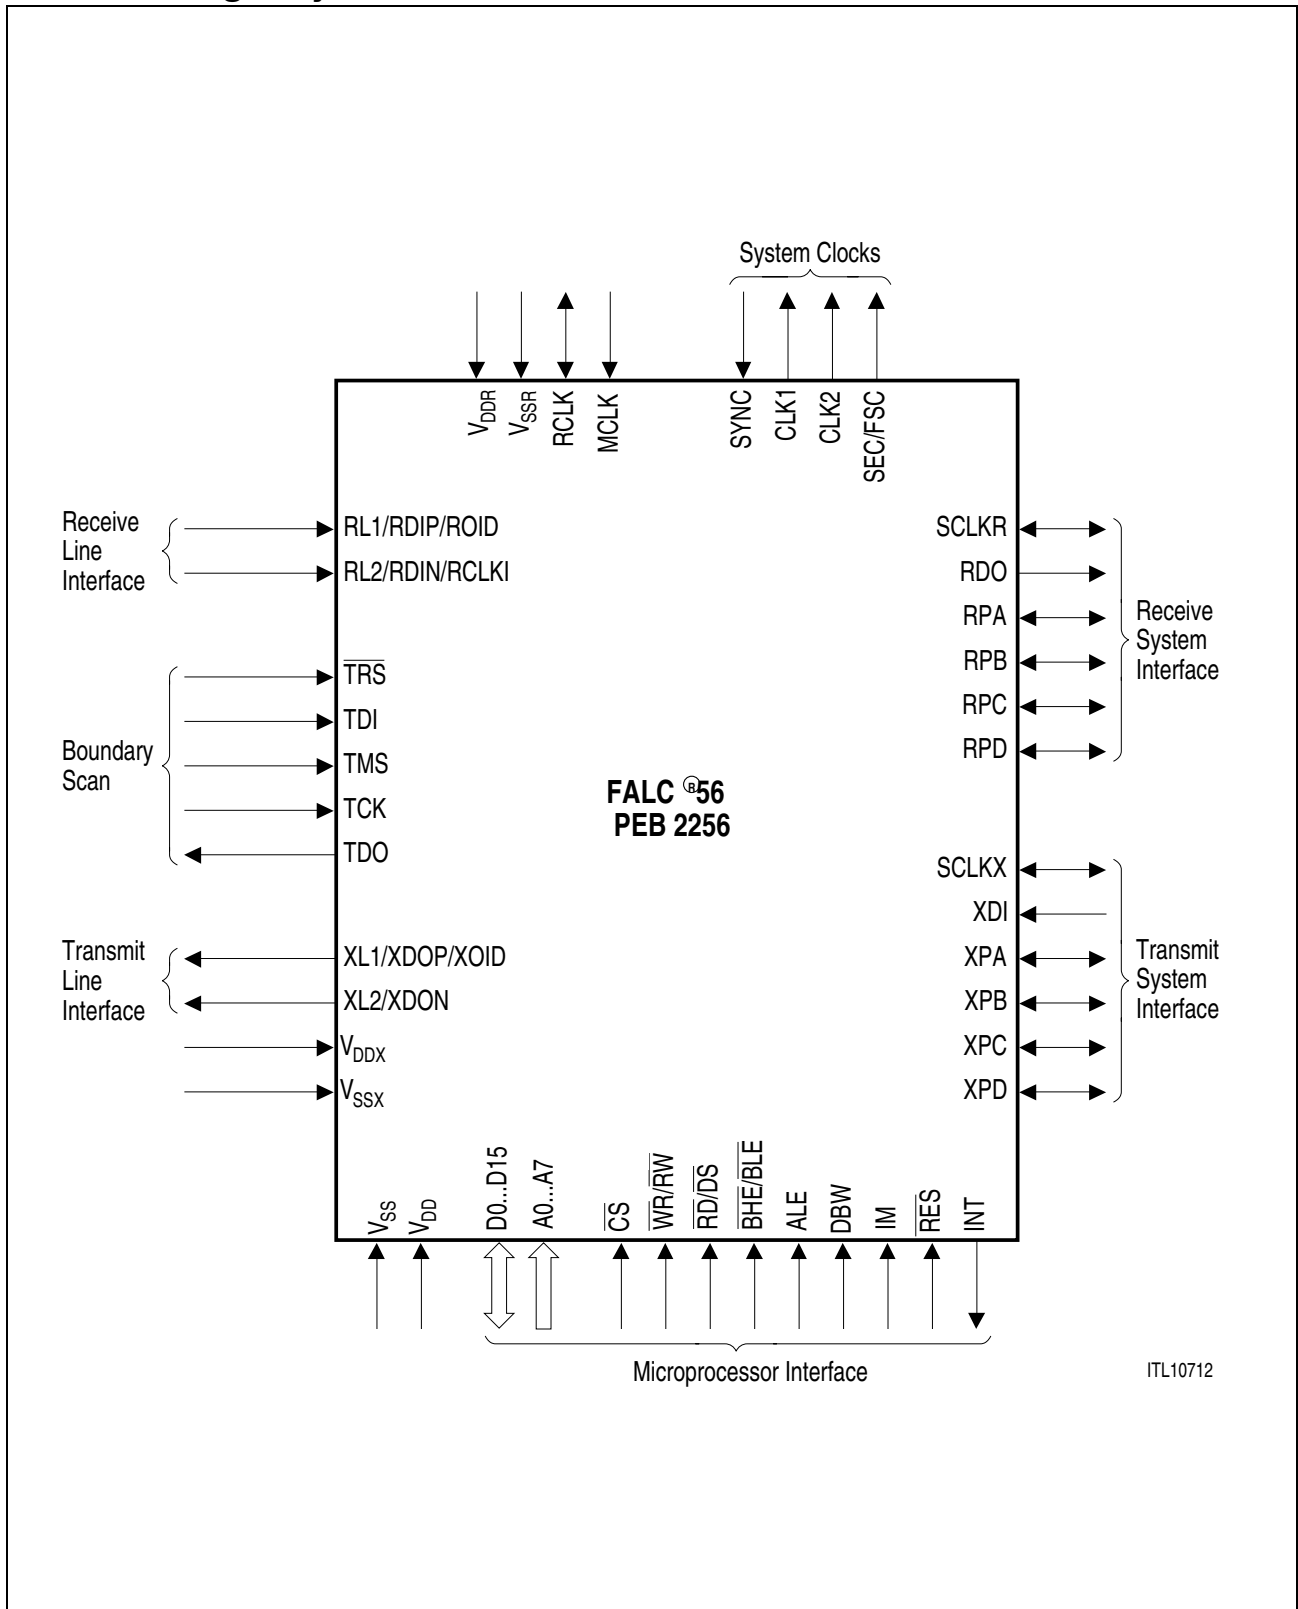 System Clocks
VDDR
VSSR
RCLK
MCLK
SYNC
CLK1
CLK2
SEC/FSC
Receive
Line
Interface
RL1/RDIP/ROID
RL2/RDIN/RCLKI
Boundary
Scan
TRS
TDI
TMS
TCK
TDO
Transmit
Line
Interface
XL1/XDOP/XOID
XL2/XDON
VDDX
VSSX
FALC ®56
PEB 2256
SCLKR
RDO
RPA
RPB
RPC
RPD
Receive
System
Interface
SCLKX
XDI
XPA
XPB
XPC
XPD
Transmit
System
Interface
VSS
VDD
D0...D15
A0...A7
CS
WR/RW
RD/DS
BHE/BLE
ALE
DBW
IM
RES
INT
Microprocessor Interface
ITL10712